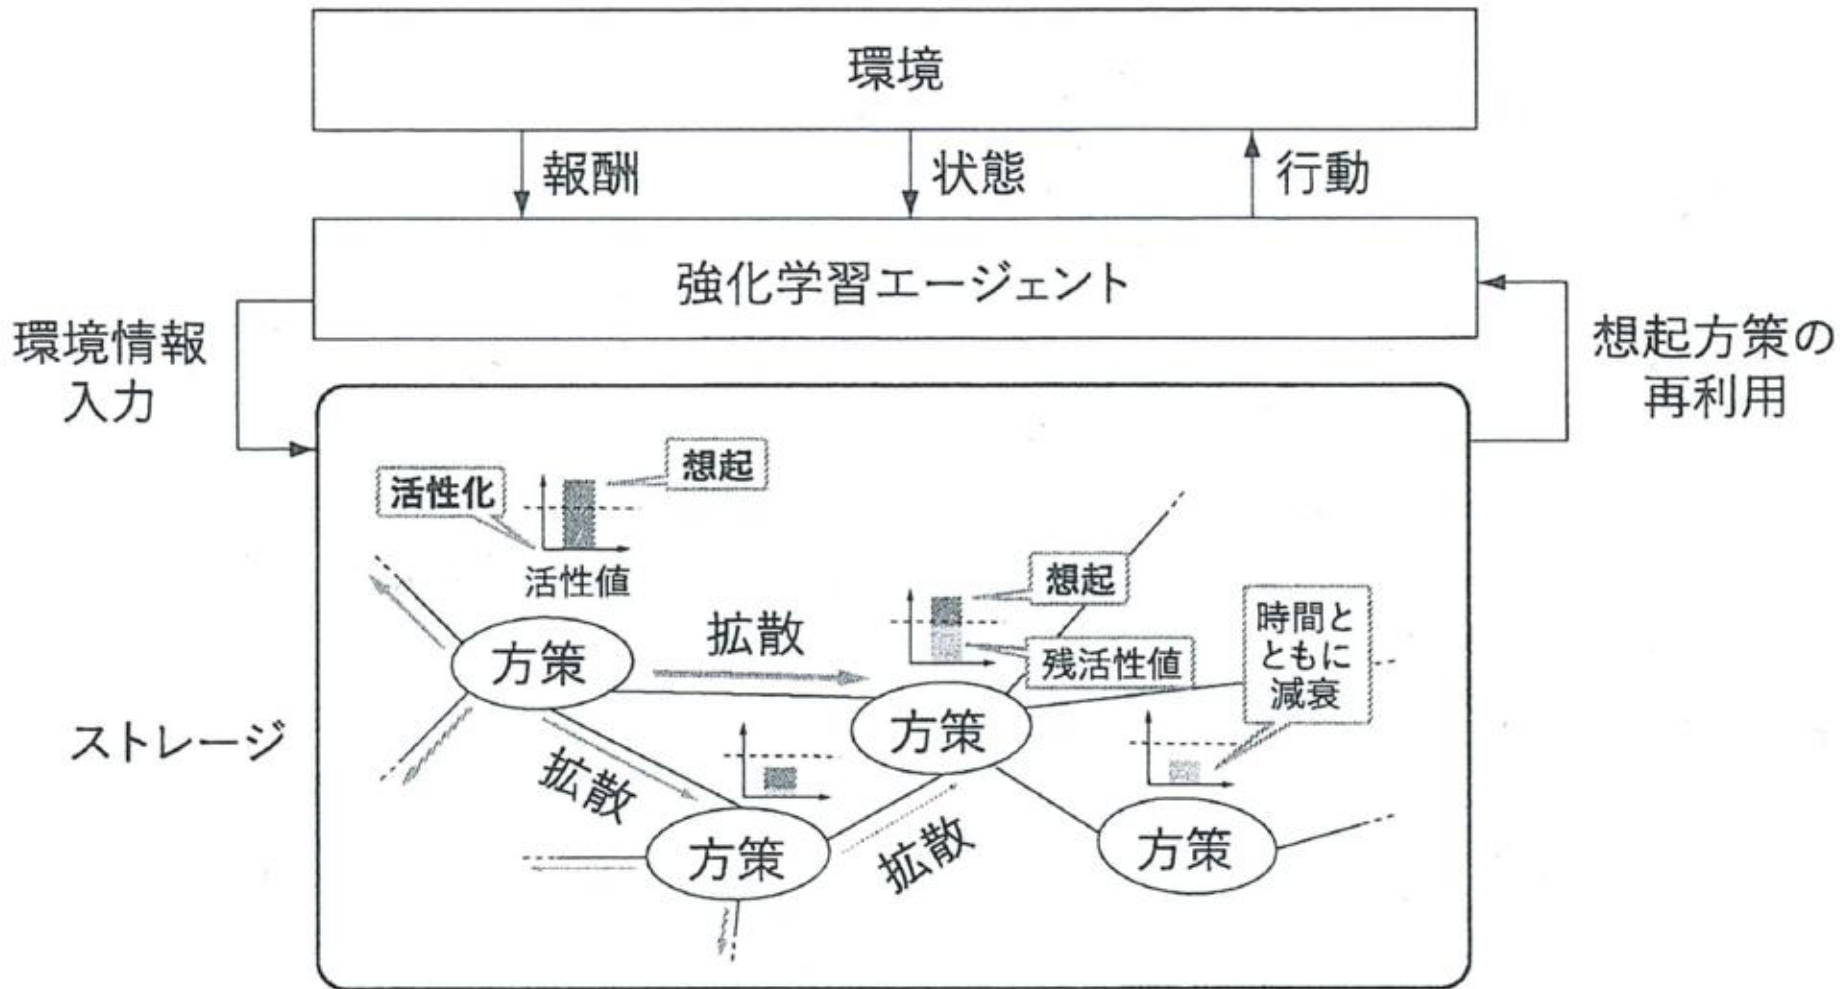 環境
報酬
状態
行動
強化学習エージェント
環境情報
入力
想起方策の
再利用
想起
活性化
活性値
想起
拡散
時間と
ともに
減衰
残活性値
方策
方策
ストレージ
拡散
拡散
方策
方策